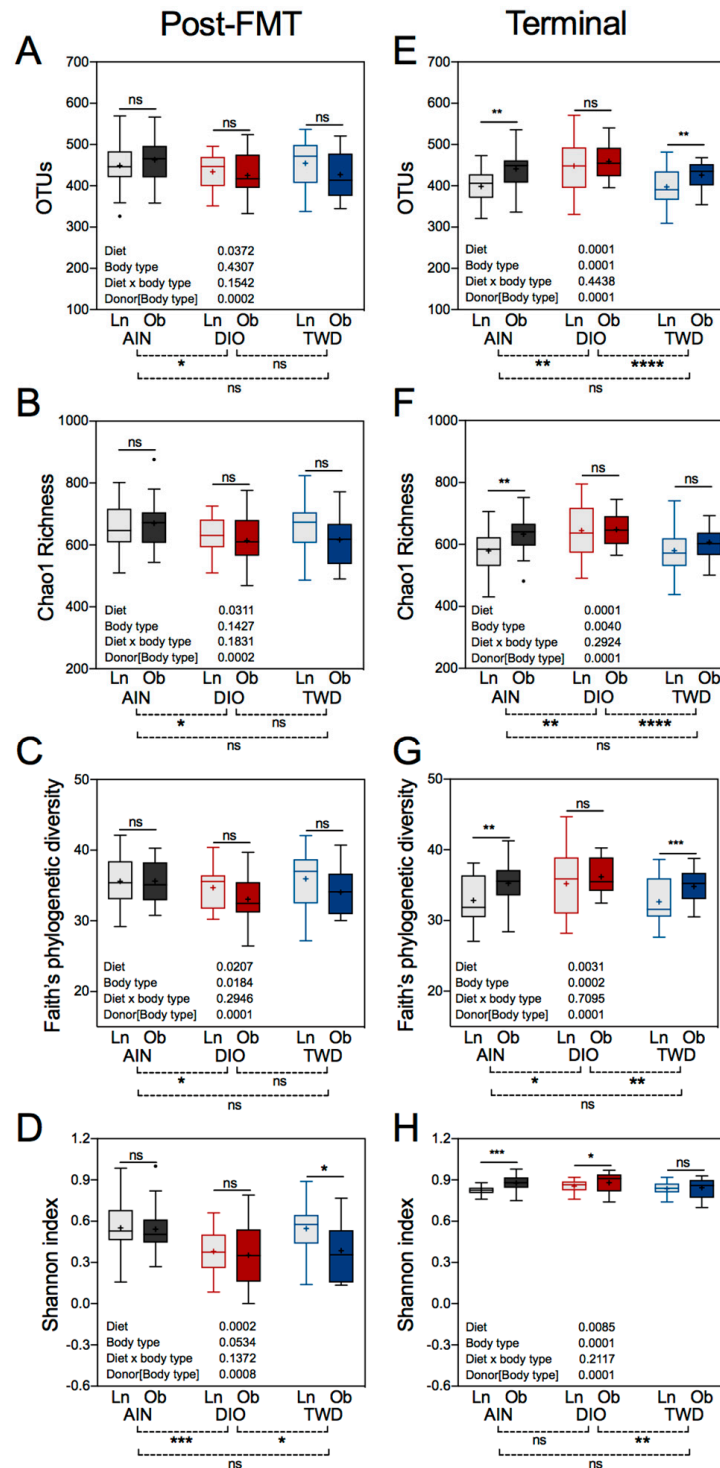 Post-FMT
Terminal
A
OTUs
700
600
500
400
300
200
100
ns
ns
ns
Diet 0.0372
Body type 0.4307
Diet x body type 0.1542
Donor[Body type] 0.0002
Ln Ob Ln Ob Ln Ob
AIN DIO TWD
* ns
ns
E
OTUs
700
600
500
400
300
200
100
**
ns
**
Diet 0.0001
Body type 0.0001
Diet x body type 0.4438
Donor[Body type] 0.0001
Ln Ob Ln Ob Ln Ob
AIN DIO TWD
** ****
ns
B
Chao1 Richness
1000
800
600
400
200
ns
ns
ns
Diet 0.0311
Body type 0.1427
Diet x body type 0.1831
Donor[Body type] 0.0002
Ln Ob Ln Ob Ln Ob
AIN DIO TWD
* ns
ns
F
Chao1 Richness
1000
800
600
400
200
**
ns
ns
Diet 0.0001
Body type 0.0040
Diet x body type 0.2924
Donor[Body type] 0.0001
Ln Ob Ln Ob Ln Ob
AIN DIO TWD
** ****
ns
C
Faith's phylogenetic diversity
50
40
30
20
ns
ns
ns
Diet 0.0207
Body type 0.0184
Diet x body type 0.2946
Donor[Body type] 0.0001
Ln Ob Ln Ob Ln Ob
AIN DIO TWD
* ns
ns
G
Faith's phylogenetic diversity
50
40
30
20
**
ns
***
Diet 0.0031
Body type 0.0002
Diet x body type 0.7095
Donor[Body type] 0.0001
Ln Ob Ln Ob Ln Ob
AIN DIO TWD
* **
ns
D
Shannon index
1.2
0.9
0.6
0.3
0.0
-0.3
-0.6
ns
ns
*
Diet 0.0002
Body type 0.0534
Diet x body type 0.1372
Donor[Body type] 0.0008
Ln Ob Ln Ob Ln Ob
AIN DIO TWD
*** *
ns
H
Shannon index
1.2
0.9
0.6
0.3
0.0
-0.3
-0.6
***
*
ns
Diet 0.0085
Body type 0.0001
Diet x body type 0.2117
Donor[Body type] 0.0001
Ln Ob Ln Ob Ln Ob
AIN DIO TWD
ns **
ns